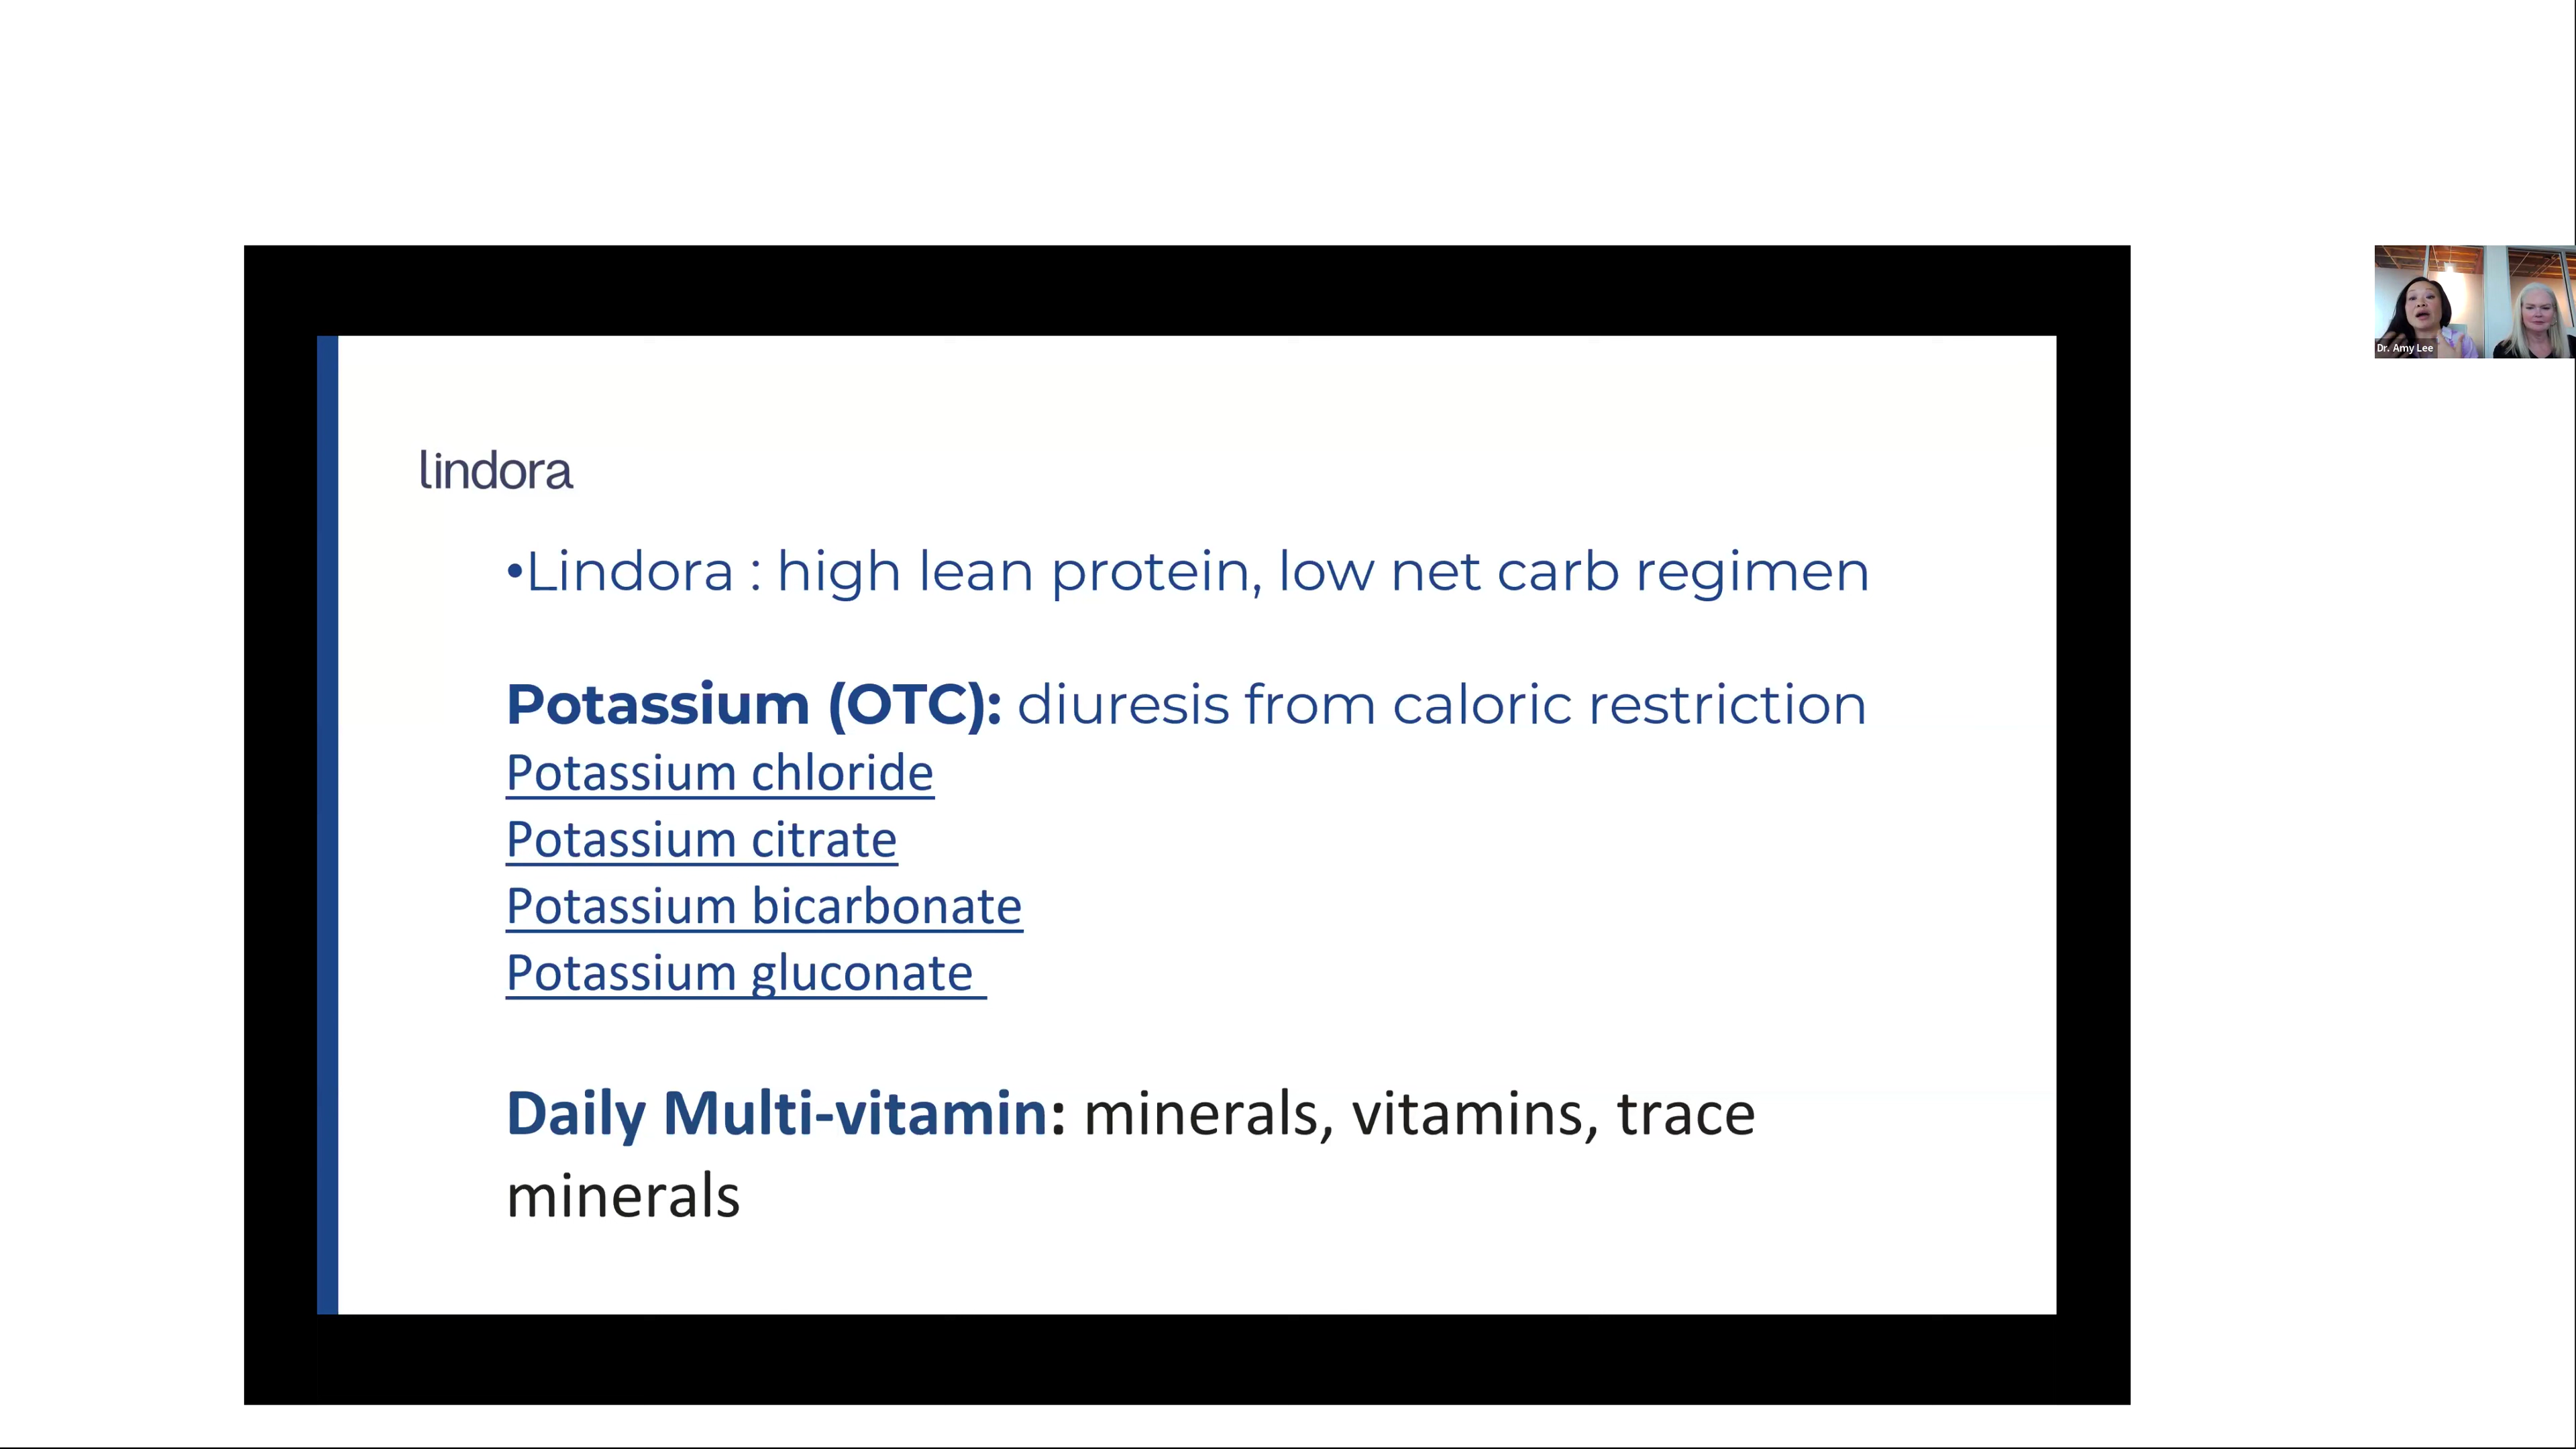 lindora
•Lindora : high lean protein, low net carb regimen
Potassium (OTC): diuresis from caloric restriction
Potassium chloride
Potassium citrate
Potassium bicarbonate
Potassium gluconate
Daily Multi-vitamin: minerals, vitamins, trace
minerals
Dr. Amy Lee